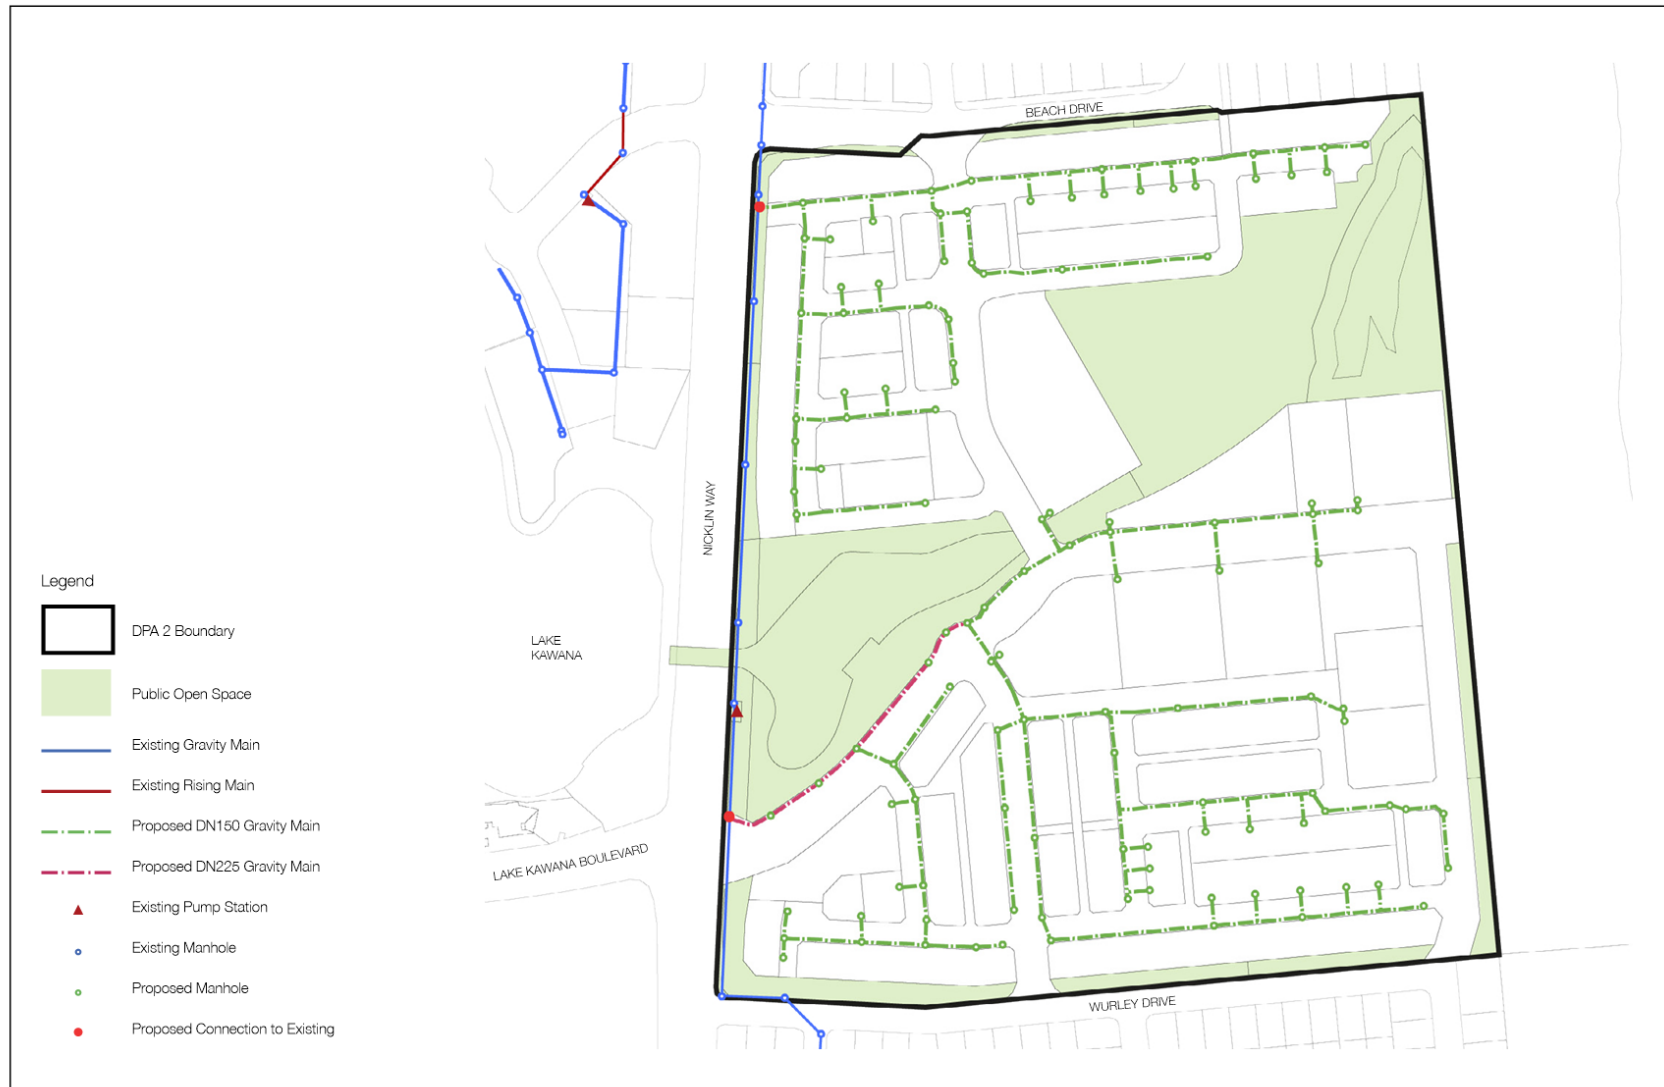 BEACH DRIVE
NICKLIN WAY
Legend
DPA 2 Boundary
LAKE
KAWANA
Public Open Space
Existing Gravity Main
Existing Rising Main
Proposed DN150 Gravity Main
Proposed DN225 Gravity Main
LAKE KAWANA BOULEVARD
Existing Pump Station
Existing Manhole
Proposed Manhole
WURLEY DRIVE
Proposed Connection to Existing